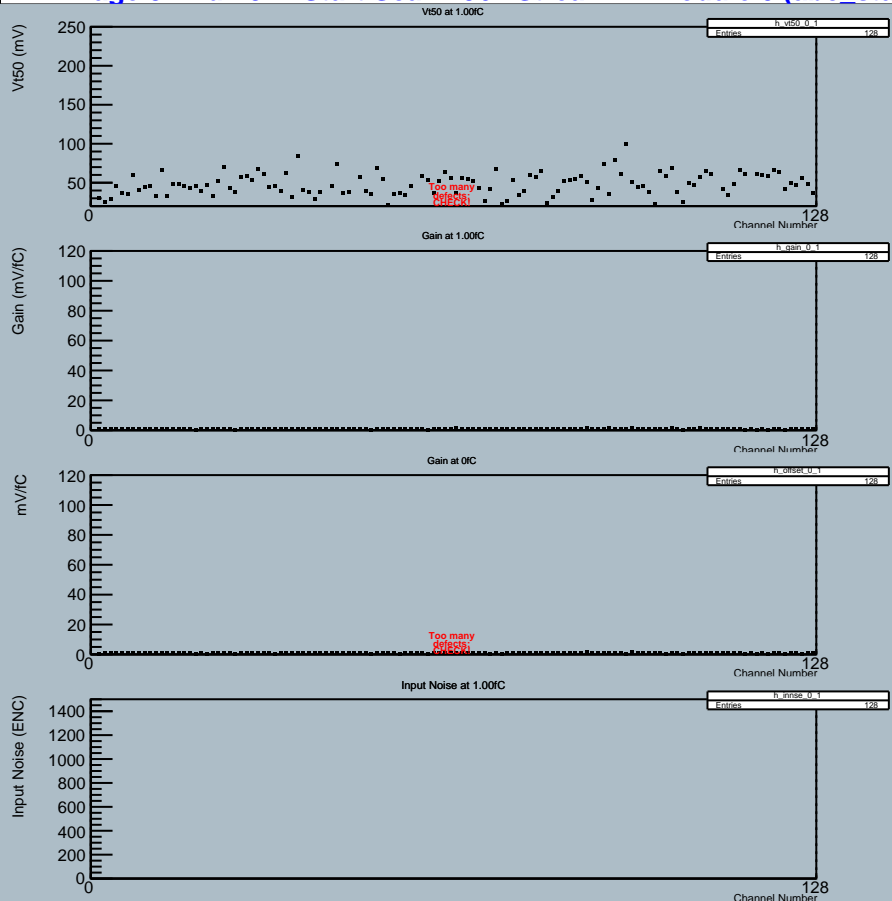 Vt50 at 1.00fC
h_vt50_0_1
Entries 128
Vt50 (mV)
250
200
150
100
50
Too many
defects:
CHECK!
0
128
Channel Number
Gain at 1.00fC
h_gain_0_1
Entries 128
Gain (mV/fC)
120
100
80
60
40
20
0
0
128
Channel Number
Gain at 0fC
h_offset_0_1
Entries 128
mV/fC
120
100
80
60
40
20
0
Too many
defects:
CHECK!
0
128
Channel Number
Input Noise at 1.00fC
h_innse_0_1
Entries 128
Input Noise (ENC)
1400
1200
1000
800
600
400
200
0
0
128
Channel Number